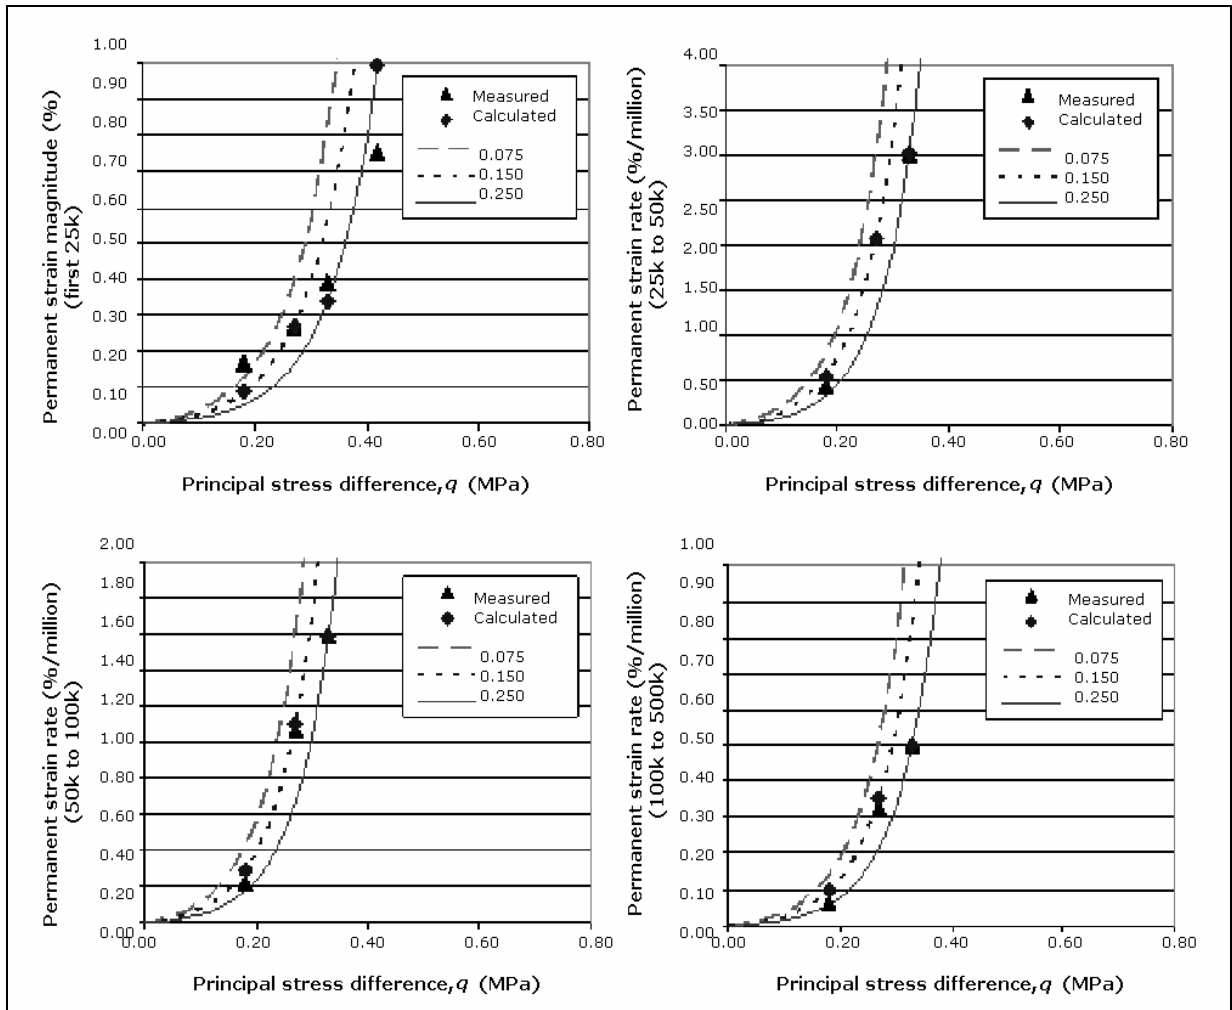 1.00
0.90
0.80
0.70
0.60
0.50
0.40
0.30
0.20
0.10
0.00
Permanent strain magnitude (%)
(first 25k)
Measured
Calculated
0.075
0.150
0.250
0.00 0.20 0.40 0.60 0.80
Principal stress difference, q (MPa)
4.00
3.50
3.00
2.50
2.00
1.50
1.00
0.50
0.00
Permanent strain rate (%/million)
(25k to 50k)
Measured
Calculated
0.075
0.150
0.250
0.00 0.20 0.40 0.60 0.80
Principal stress difference, q (MPa)
2.00
1.80
1.60
1.40
1.20
1.00
0.80
0.60
0.40
0.20
0.00
Permanent strain rate (%/million)
(50k to 100k)
Measured
Calculated
0.075
0.150
0.250
0.00 0.20 0.40 0.60 0.80
Principal stress difference, q (MPa)
1.00
0.90
0.80
0.70
0.60
0.50
0.40
0.30
0.20
0.10
0.00
Permanent strain rate (%/million)
(100k to 500k)
Measured
Calculated
0.075
0.150
0.250
0.00 0.20 0.40 0.60 0.80
Principal stress difference, q (MPa)